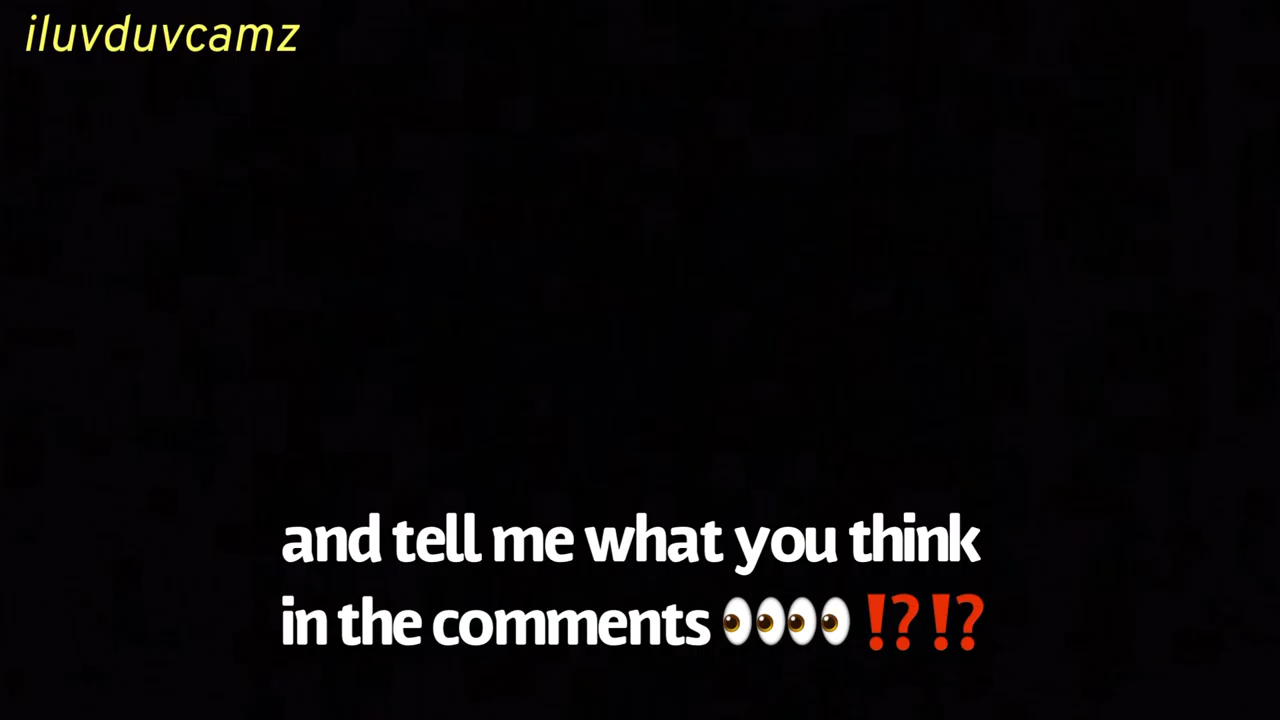 iluvduvcamz
and tell me what you think
in the comments 👀👀⁉️⁉️